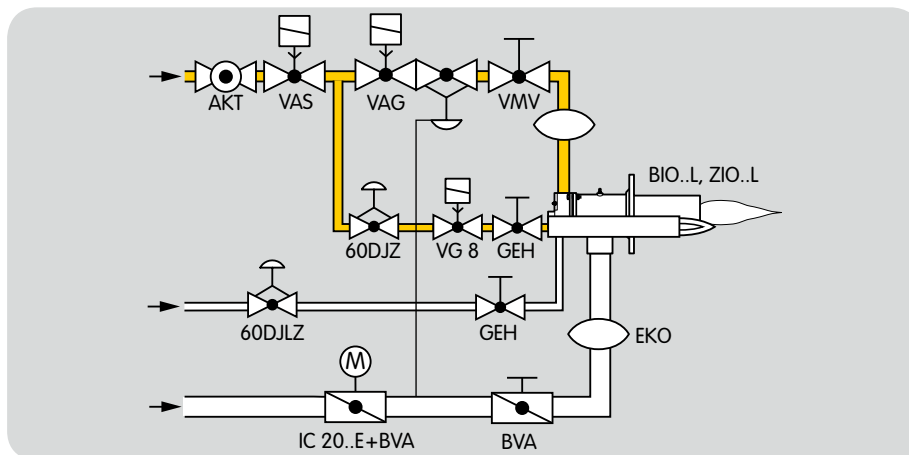 AKT
VAS
VAG
VMV
BIO..L, ZIO..L
60DJZ
VG 8
GEH
60DJLZ
GEH
EKO
M
IC 20..E+BVA
BVA